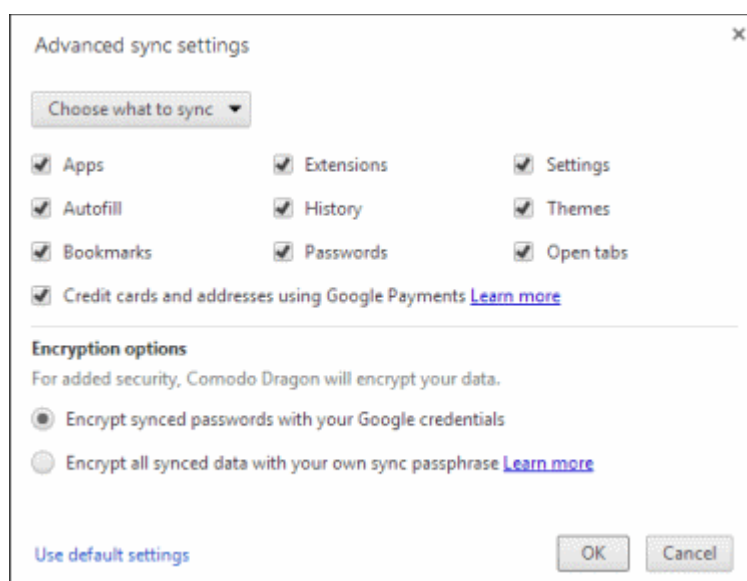 Advanced sync settings
Choose what to sync
Apps Extensions Settings
Autofill History Themes
Bookmarks Passwords Open tabs
Credit cards and addresses using Google Payments Learn more
Encryption options
For added security, Comodo Dragon will encrypt your data.
Encrypt synced passwords with your Google credentials
Encrypt all synced data with your own sync passphrase Learn more
Use default settings OK Cancel